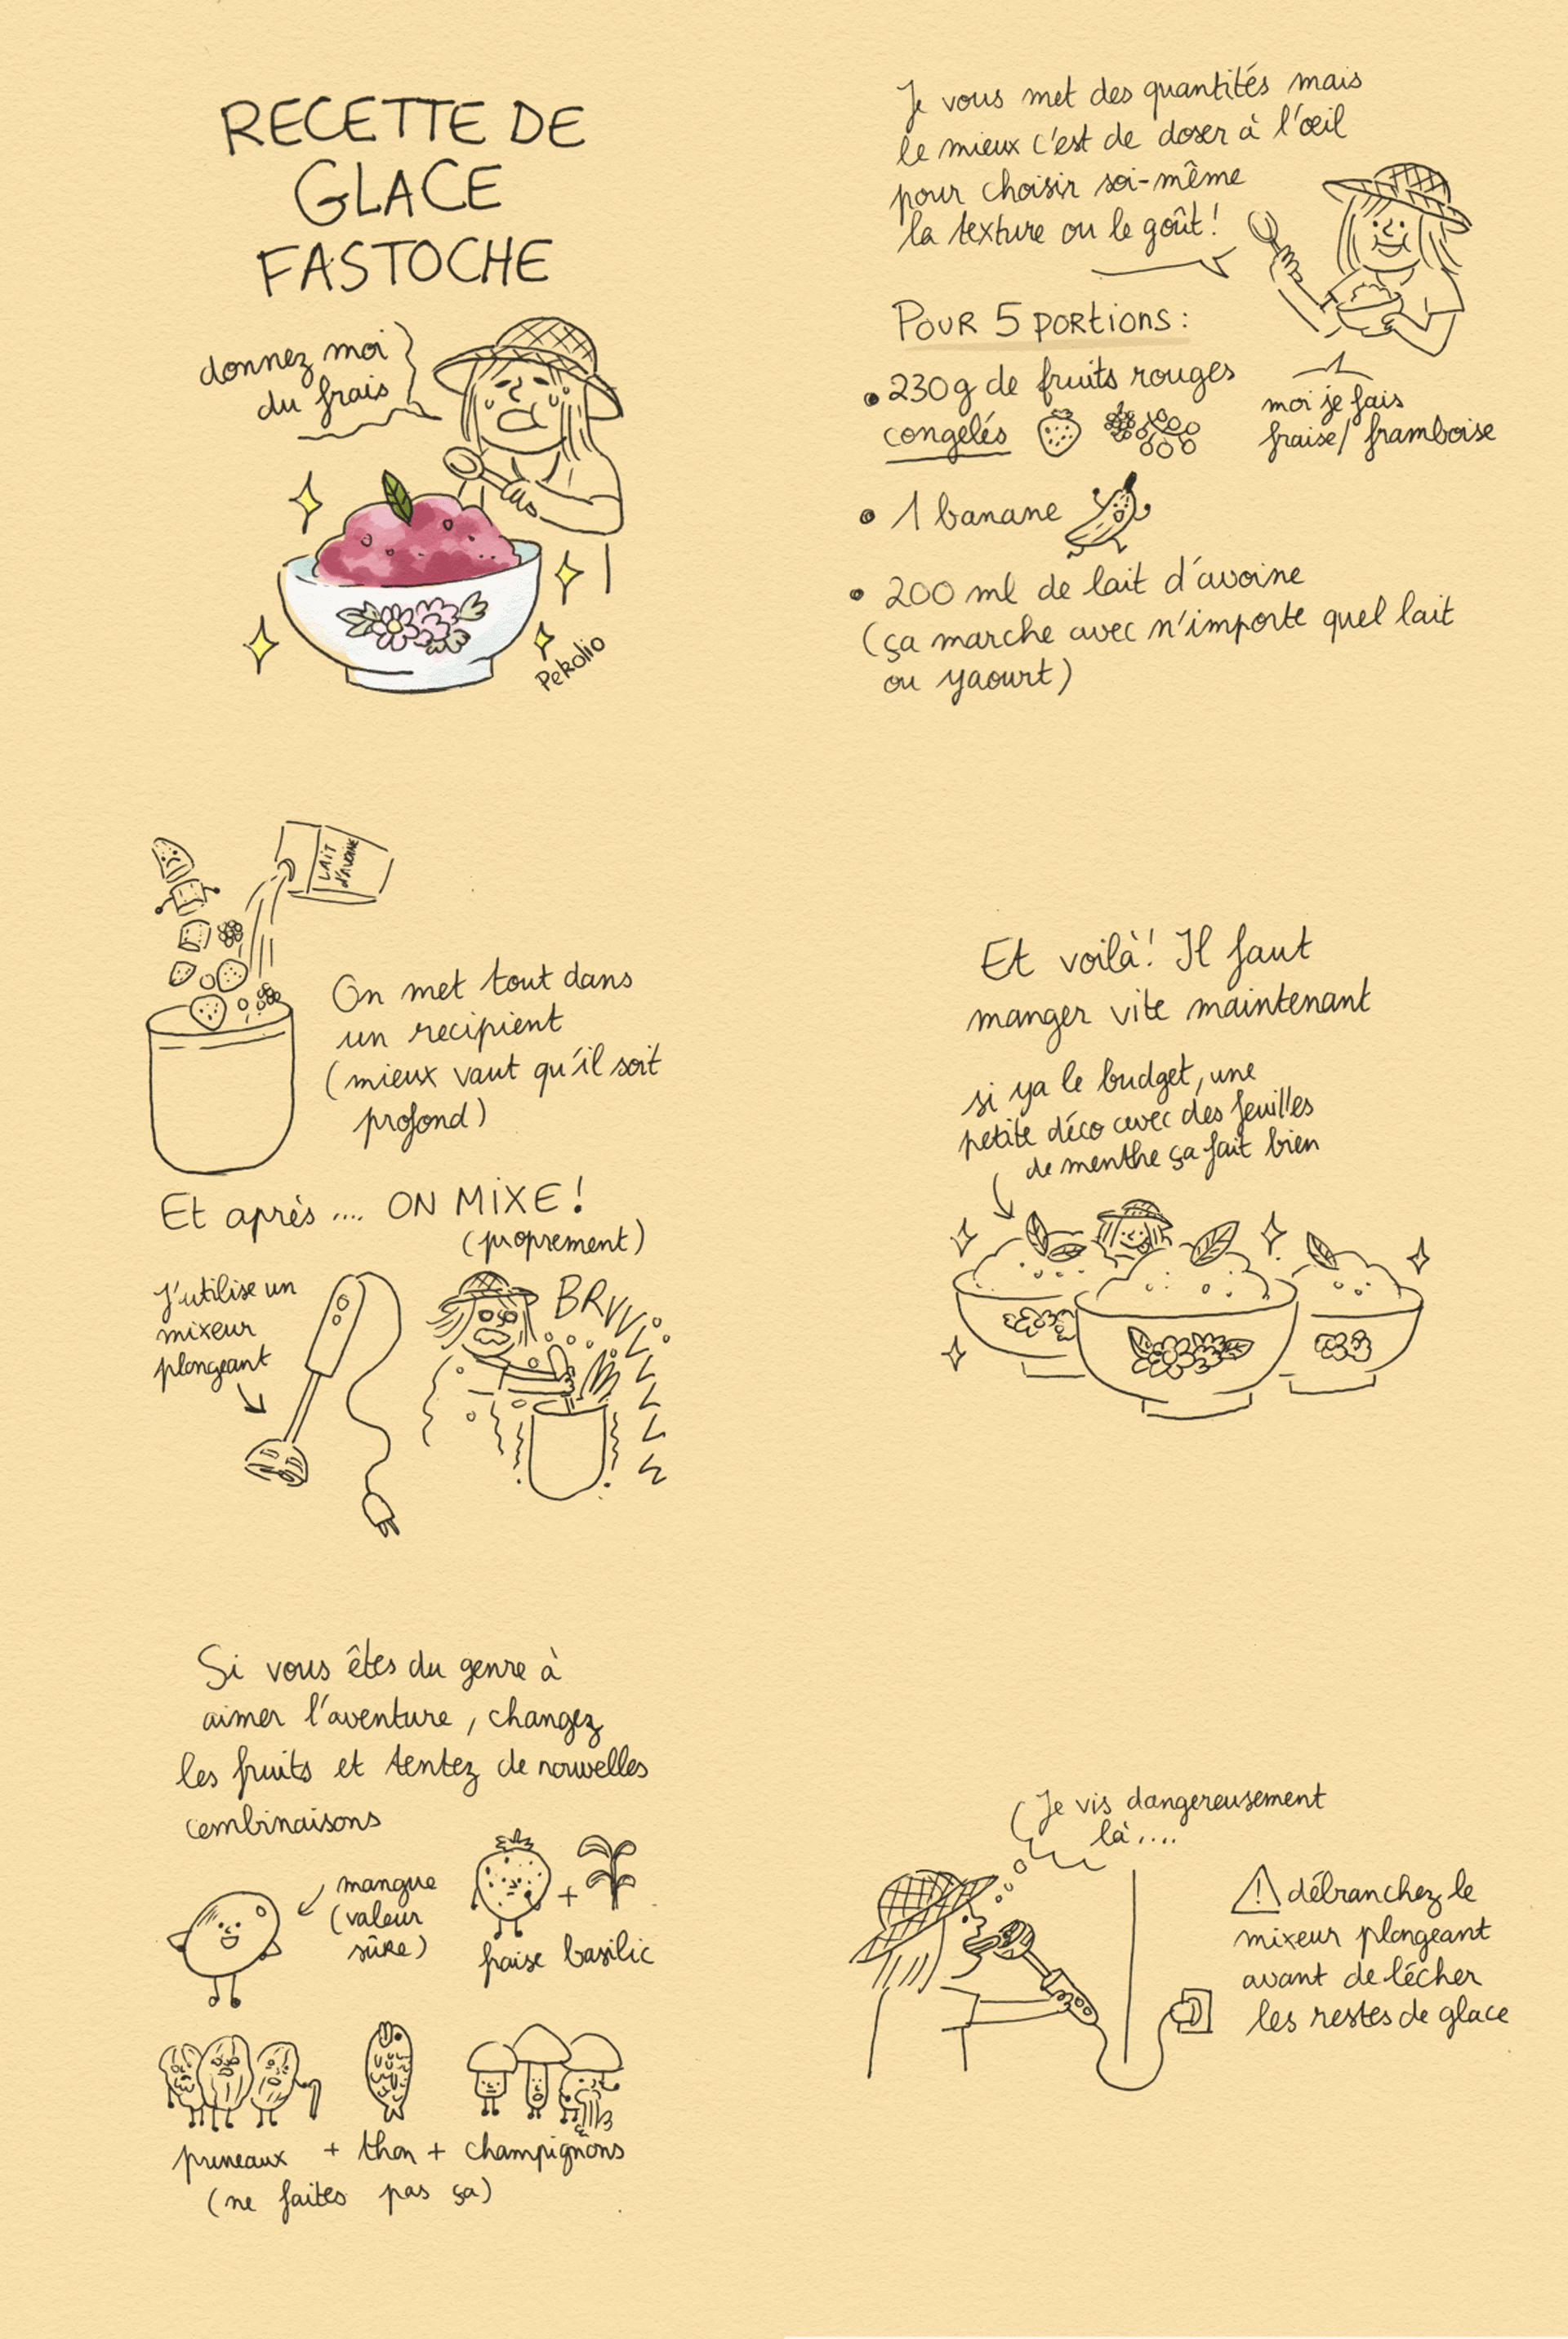 RECETTE DE
GLACE
FASTOCHE
donnez moi
du frais
Pekolio
Je vous met des quantités mais
le mieux c'est de doser à l'œil
pour choisir soi-même
la texture ou le goût !
POUR 5 PORTIONS :
• 230g de fruits rouges
congelés
moi je fais
fraise/ framboise
• 1 banane
• 200 ml de lait d'avoine
(ça marche avec n'importe quel lait
ou yaourt)
LAIT
D'AVOINE
On met tout dans
un recipient
(mieux vaut qu'il soit
profond)
Et après .... ON MIXE !
(proprement)
J'utilise un
mixeur
plongeant
BRVVV
Et voilà ! Il faut
manger vite maintenant
si ya le budget, une
petite déco avec des feuilles
de menthe ça fait bien
Si vous êtes du genre à
aimer l'aventure, changez
les fruits et tentez de nouvelles
combinaisons
mangue
(valeur
sûre)
+
fraise basilic
pruneaux + thon + champignons
(ne faites pas ça)
Je vis dangereusement
là....
⚠ débranchez le
mixeur plongeant
avant de lécher
les restes de glace